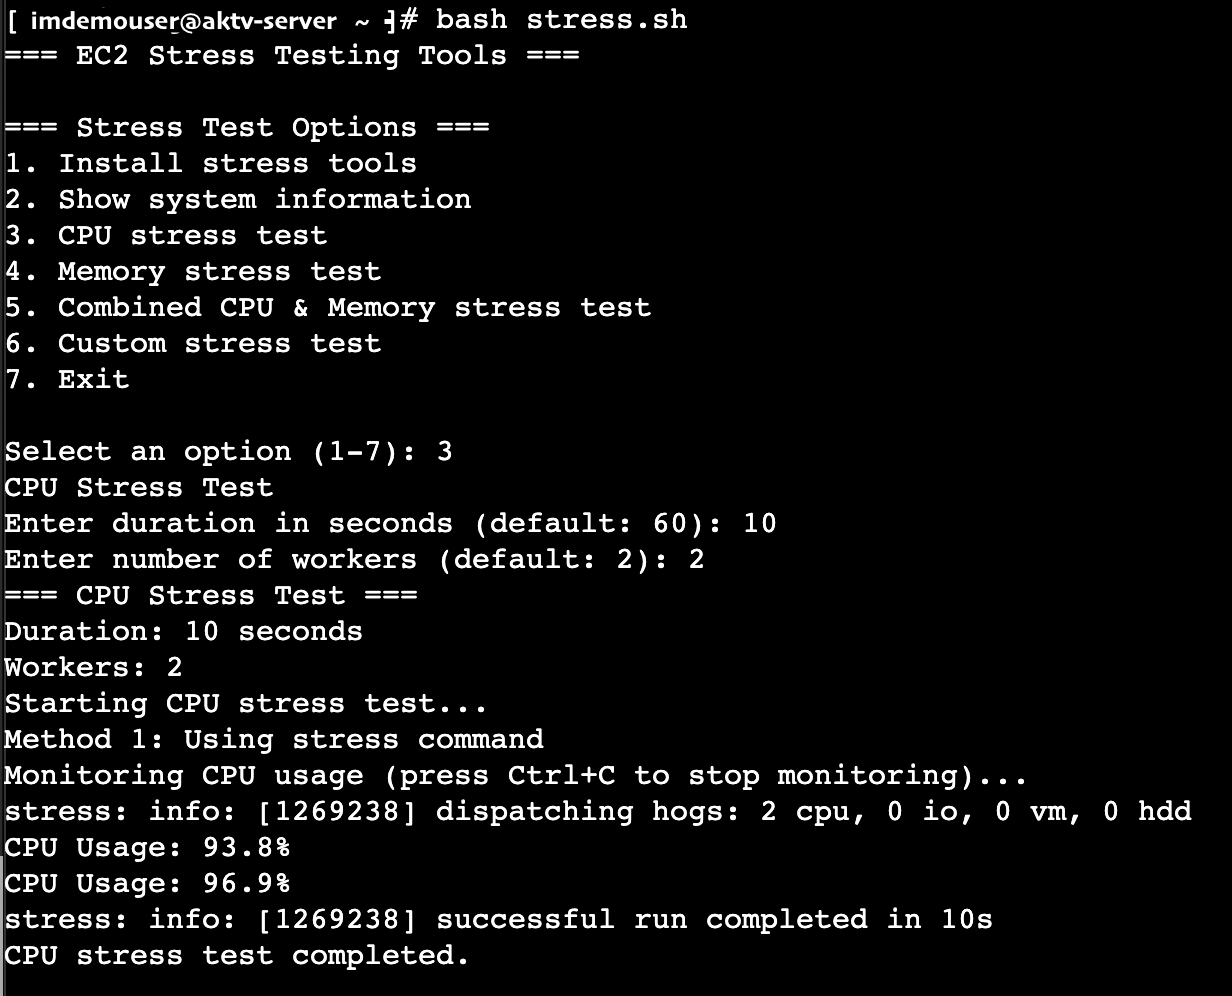 [ imdemouser@aktv-server ~ ]# bash stress.sh
=== EC2 Stress Testing Tools ===
=== Stress Test Options ===
1. Install stress tools
2. Show system information
3. CPU stress test
4. Memory stress test
5. Combined CPU & Memory stress test
6. Custom stress test
7. Exit
Select an option (1-7): 3
CPU Stress Test
Enter duration in seconds (default: 60): 10
Enter number of workers (default: 2): 2
=== CPU Stress Test ===
Duration: 10 seconds
Workers: 2
Starting CPU stress test...
Method 1: Using stress command
Monitoring CPU usage (press Ctrl+C to stop monitoring)...
stress: info: [1269238] dispatching hogs: 2 cpu, 0 io, 0 vm, 0 hdd
CPU Usage: 93.8%
CPU Usage: 96.9%
stress: info: [1269238] successful run completed in 10s
CPU stress test completed.